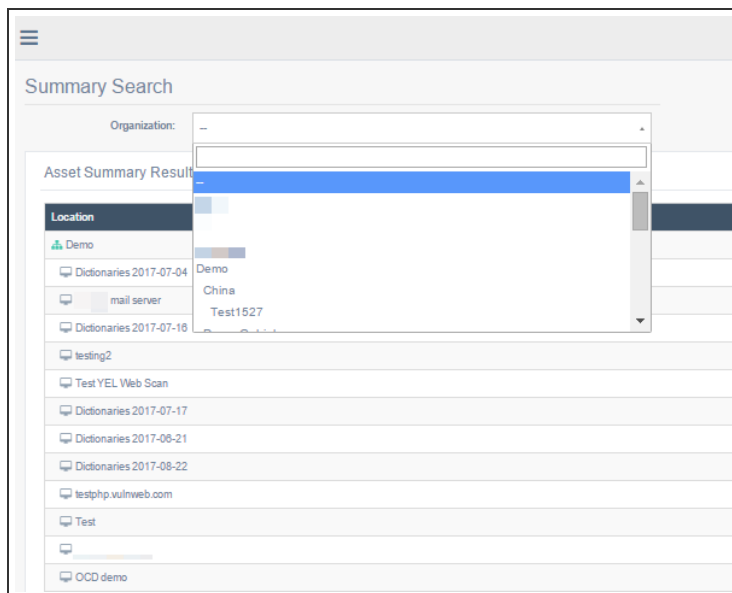 Summary Search
Organization:
--
Asset Summary Result
--
Location
Demo
Demo
Dictionaries 2017-07-04
China
mail server
Test1527
Dictionaries 2017-07-16
testing2
Test YEL Web Scan
Dictionaries 2017-07-17
Dictionaries 2017-06-21
Dictionaries 2017-08-22
testphp.vulnweb.com
Test
OCD demo